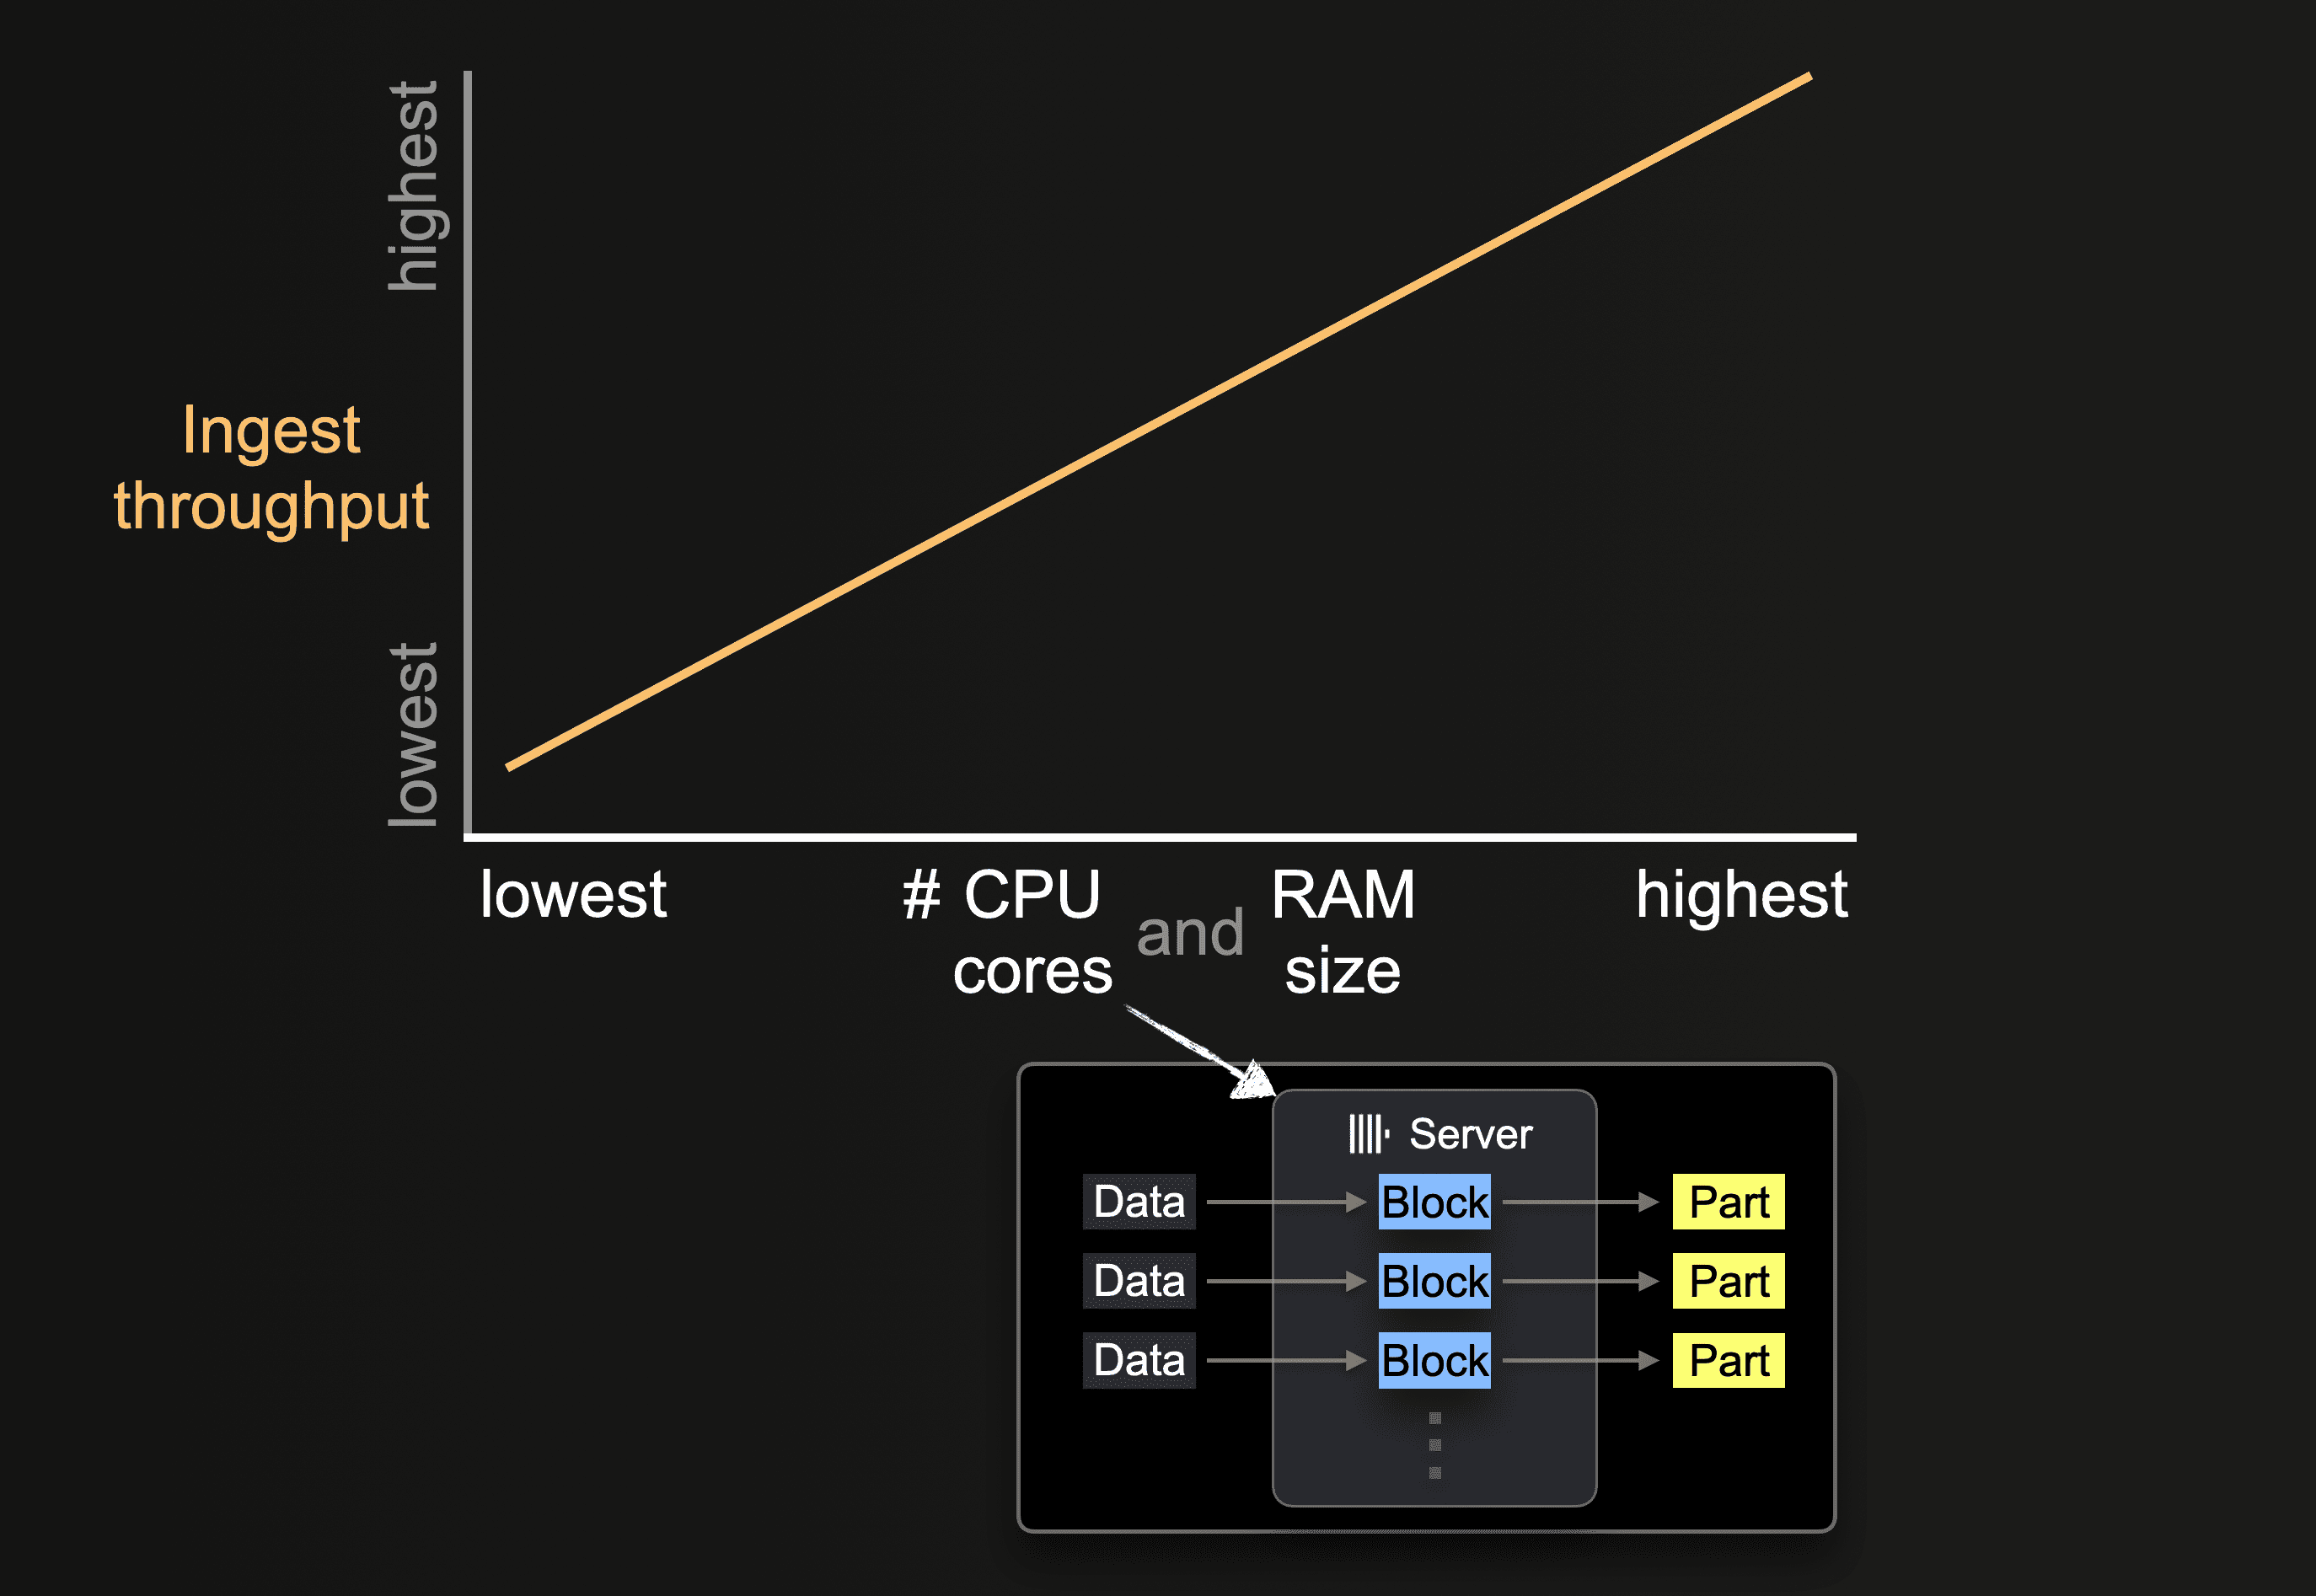 highest
Ingest
throughput
lowest
lowest
# CPU
cores
and
RAM
size
highest
Server
Data
Block
Part
Data
Block
Part
Data
Block
Part